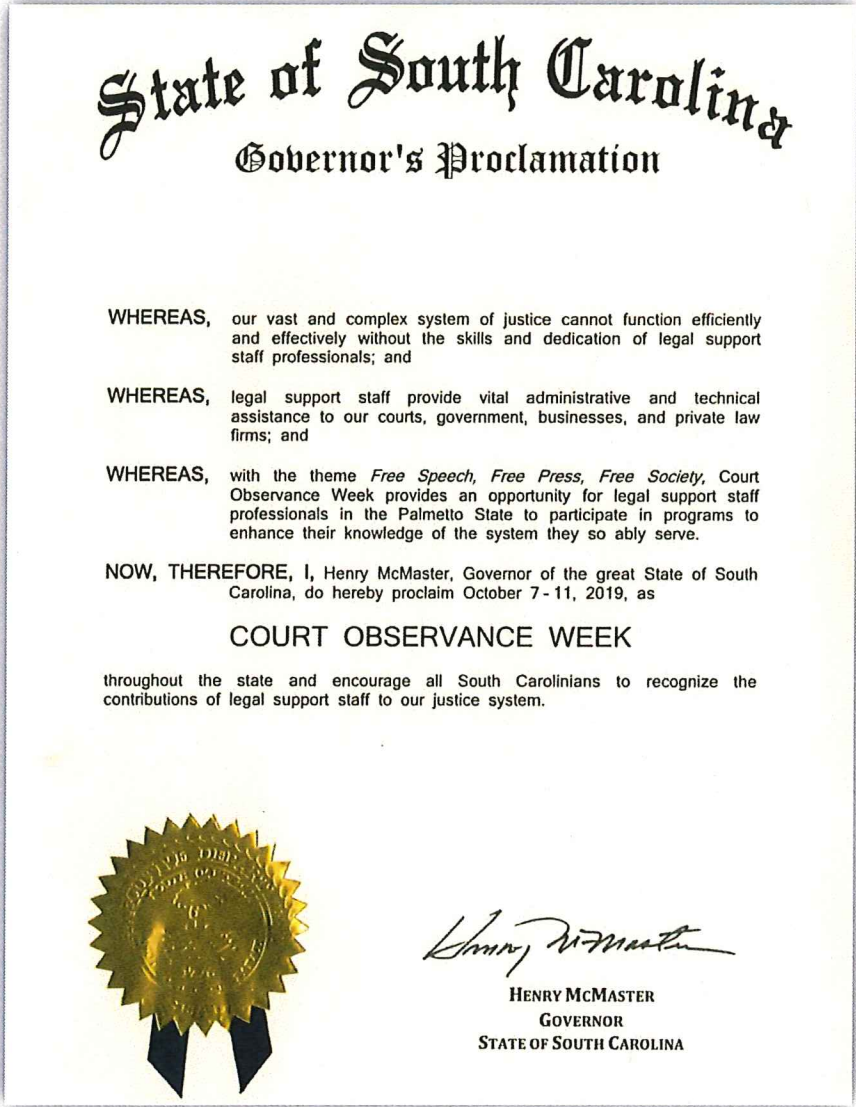 State of South Carolina
Governor's Proclamation
WHEREAS, our vast and complex system of justice cannot function efficiently
and effectively without the skills and dedication of legal support
staff professionals; and
WHEREAS, legal support staff provide vital administrative and technical
assistance to our courts, government, businesses, and private law
firms; and
WHEREAS, with the theme Free Speech, Free Press, Free Society, Court
Observance Week provides an opportunity for legal support staff
professionals in the Palmetto State to participate in programs to
enhance their knowledge of the system they so ably serve.
NOW, THEREFORE, I, Henry McMaster, Governor of the great State of South
Carolina, do hereby proclaim October 7 - 11, 2019, as
COURT OBSERVANCE WEEK
throughout the state and encourage all South Carolinians to recognize the
contributions of legal support staff to our justice system.
Henry McMaster
HENRY MCMASTER
GOVERNOR
STATE OF SOUTH CAROLINA